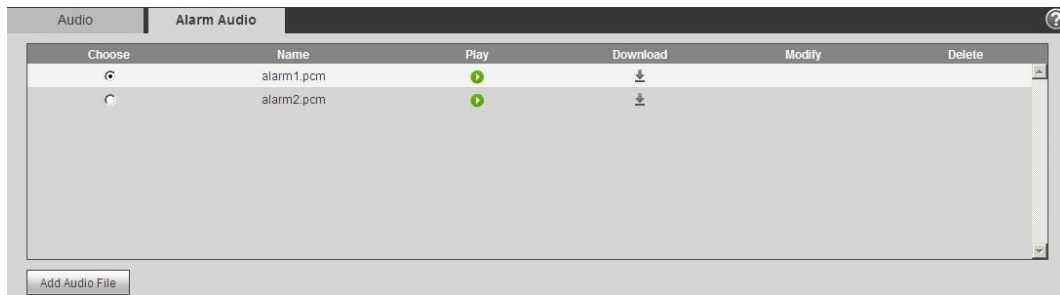 Audio Alarm Audio
Choose Name Play Download Modify Delete
alarm1.pcm
alarm2.pcm
Add Audio File